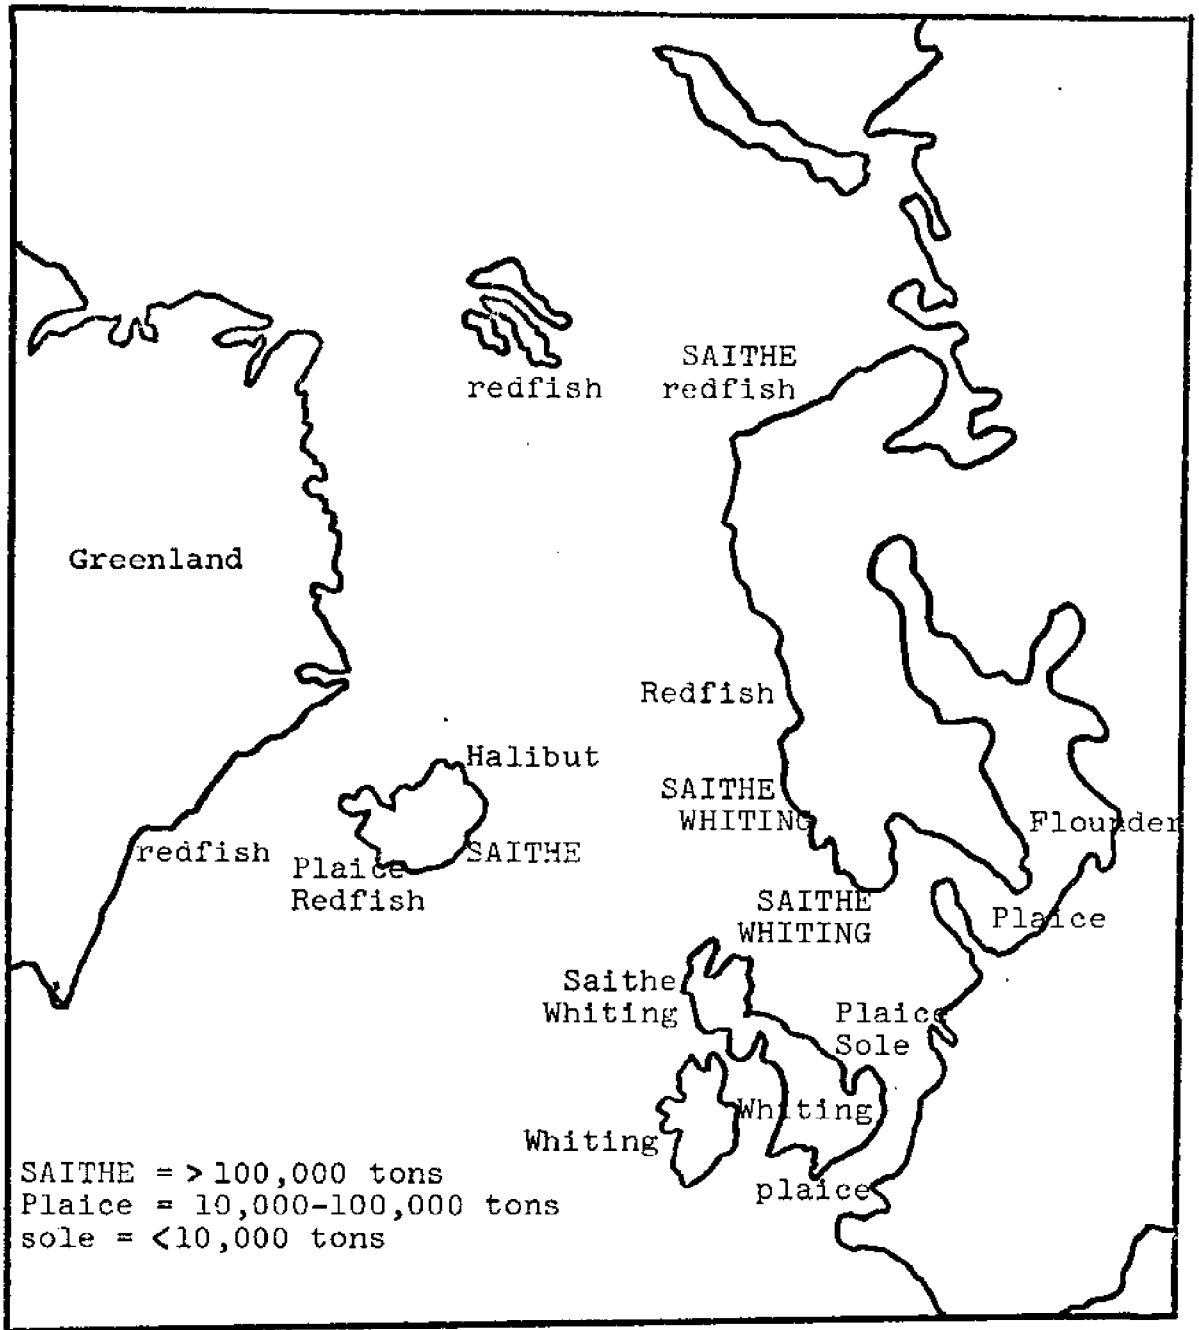 SAITHE
redfish
redfish
Greenland
Redfish
Halibut
SAITHE
WHITING
Flounder
redfish
SAITHE
Plaice
Redfish
SAITHE
WHITING
Plaice
Saithe
Whiting
Plaice
Sole
Whiting
Whiting
plaice
SAITHE = >100,000 tons
Plaice = 10,000-100,000 tons
sole = <10,000 tons